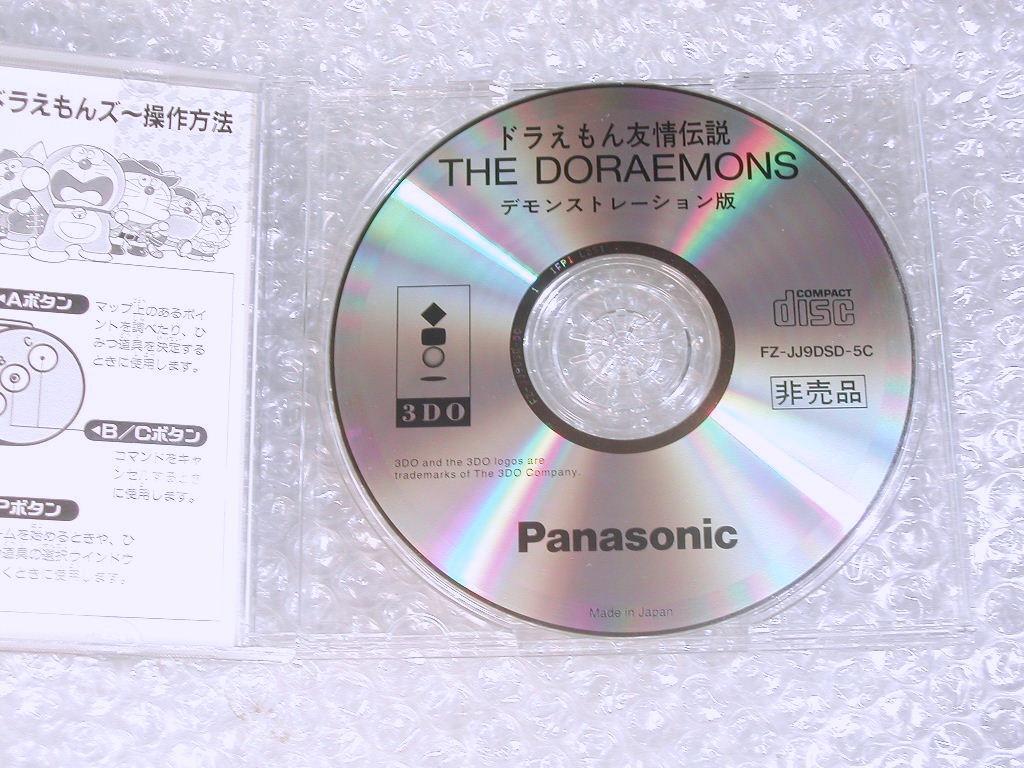 ドラえもんズ～操作方法
◀Aボタン
マップ上のあるポイ
ントを調べたり、ひ
みつ道具を決定する
ときに使用します。
B
C
◀B/Cボタン
コマンドをキャ
ンセルするとき
に使用します。
Pボタン
ームを始めるときや、ひ
道具の選択ウインドウ
くときに使用します。
ドラえもん友情伝説
THE DORAEMONS
デモンストレーション版
IFPI
COMPACT
disc
FZ-JJ9DSD-5C
非売品
3DO
3DO and the 3DO logos are
trademarks of The 3DO Company.
Panasonic
Made in Japan